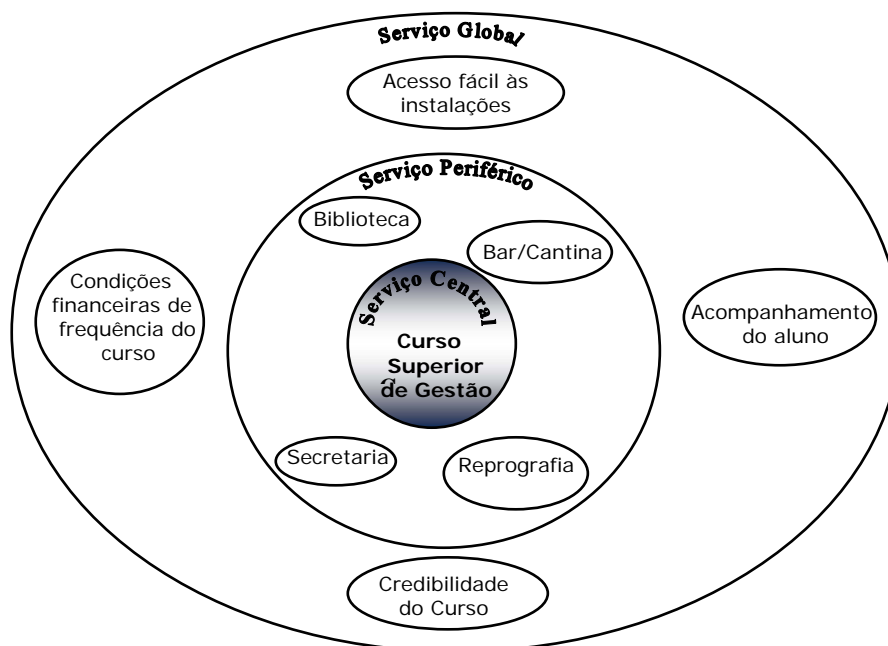 Serviço Global
Acesso fácil às
instalações
Serviço Periférico
Biblioteca
Bar/Cantina
Condições
financeiras de
frequência do
curso
Serviço Central
Curso
Superior
de Gestão
Acompanhamento
do aluno
Secretaria
Reprografia
Credibilidade
do Curso